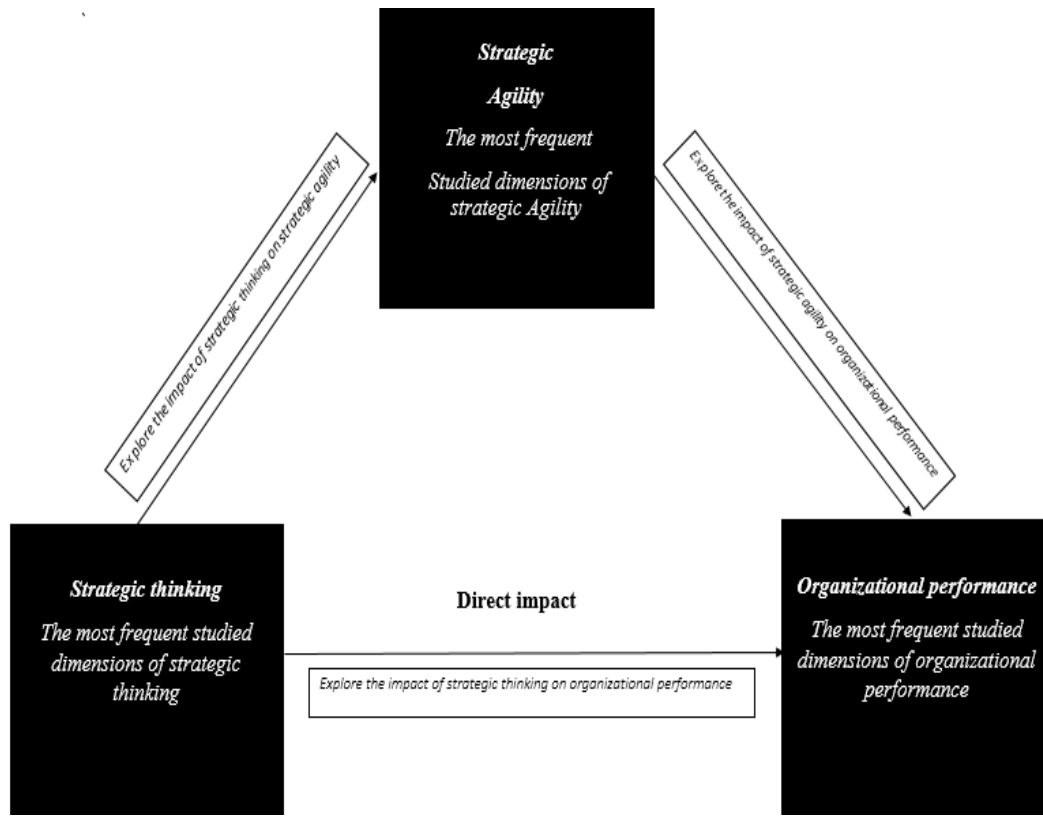 Strategic
Agility
The most frequent
Studied dimensions of
strategic Agility
Explore the impact of strategic thinking on strategic agility
Explore the impact of strategic agility on organizational performance
Strategic thinking
The most frequent studied
dimensions of strategic
thinking
Direct impact
Explore the impact of strategic thinking on organizational performance
Organizational performance
The most frequent studied
dimensions of organizational
performance